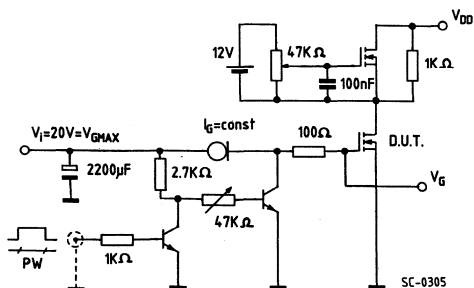 V_DD
12V
47KΩ
1KΩ
100nF
I_G=const
V_i=20V=V_GMAX
100Ω
D.U.T.
2200μF
2.7KΩ
V_G
47KΩ
PW
1KΩ
SC-0305